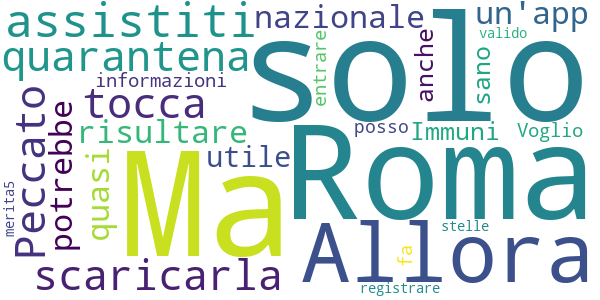 assistiti
nazionale
un'app
quarantena
solo
entrare
anche
sano
valido
informazioni
tocca
Peccato
potrebbe
risultare
posso
Immuni
Voglio
quasi
Ma
utile
Roma
merita5
Allora
fa
stelle
scaricarla
registrare